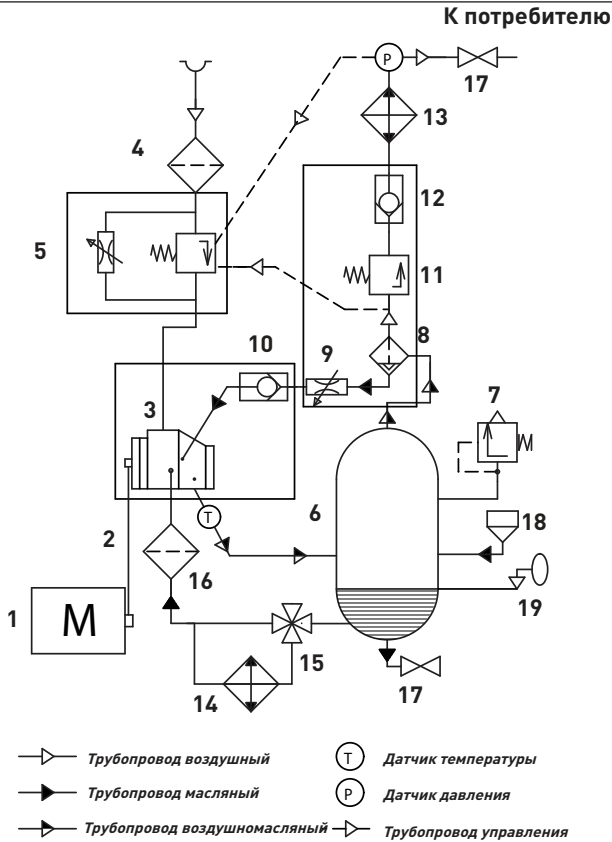 К потребителю
P
17
13
4
12
5
11
8
10
9
3
7
T
6
18
2
16
19
1
M
15
14
17
Трубопровод воздушный
T
Датчик температуры
Трубопровод масляный
P
Датчик давления
Трубопровод воздушномасляный
Трубопровод управления